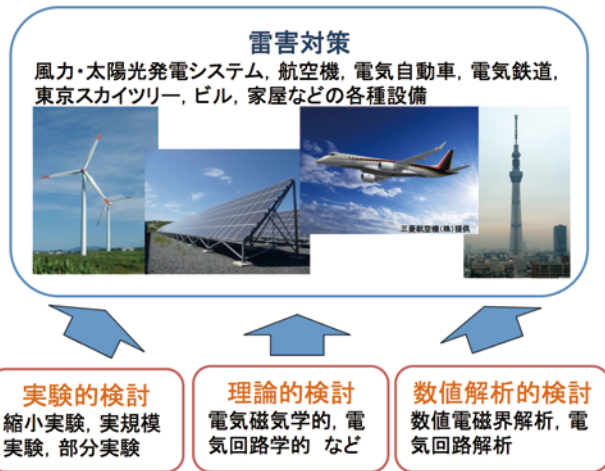 雷害対策
風力・太陽光発電システム, 航空機, 電気自動車, 電気鉄道,
東京スカイツリー, ビル, 家屋などの各種設備
三菱航空機(株)提供
実験的検討
縮小実験, 実規模
実験, 部分実験
理論的検討
電気磁気学的, 電
気回路学的 など
数値解析的検討
数値電磁界解析, 電
気回路解析